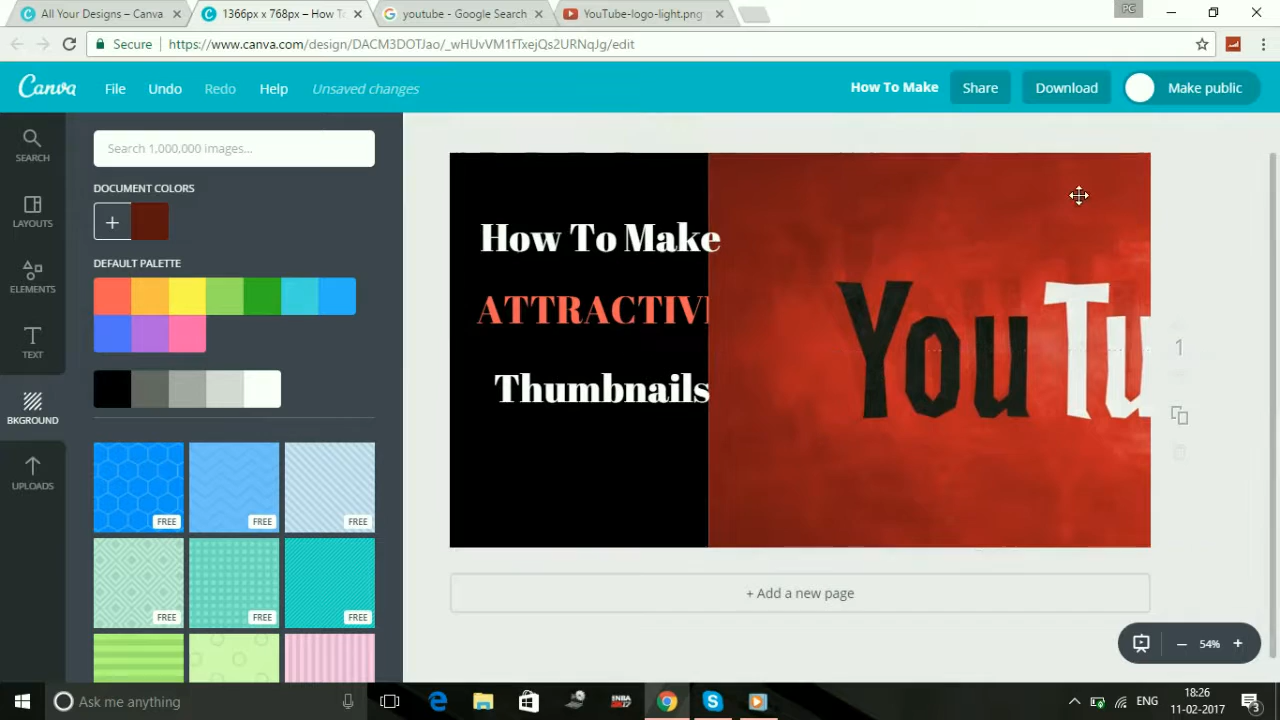 All Your Designs – Canva
1366px x 768px – How To
youtube - Google Search
YouTube-logo-light.png
PC
Secure
https://www.canva.com/design/DACM3DOTJao/_wHUvVM1fTxejQs2URNqJg/edit
Canva
File
Undo
Redo
Help
Unsaved changes
How To Make
Share
Download
Make public
SEARCH
LAYOUTS
ELEMENTS
TEXT
BKGROUND
UPLOADS
Search 1,000,000 images...
DOCUMENT COLORS
DEFAULT PALETTE
FREE
FREE
FREE
FREE
FREE
FREE
How To Make
ATTRACTIV
Thumbnails
YouTu
1
+ Add a new page
54%
Ask me anything
NBA
ENG
18:26
11-02-2017
3